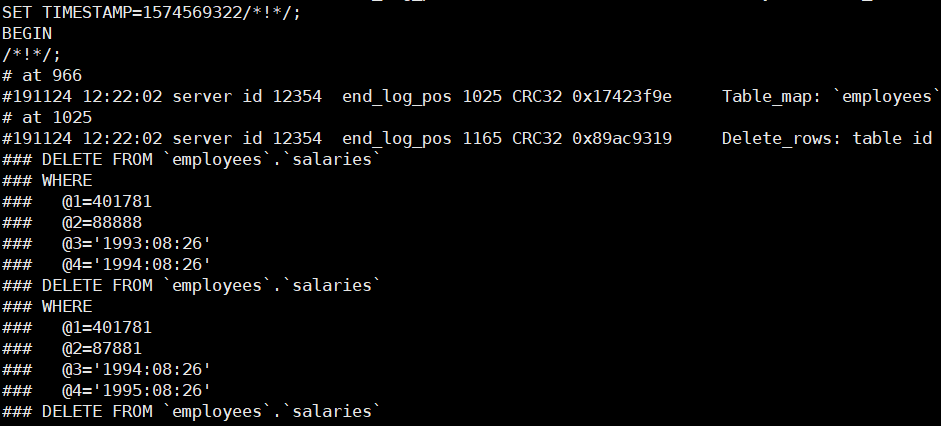 SET TIMESTAMP=1574569322/*!*/;
BEGIN
/*!*/;
# at 966
#191124 12:22:02 server id 12354  end_log_pos 1025 CRC32 0x17423f9e     Table_map: `employees`
# at 1025
#191124 12:22:02 server id 12354  end_log_pos 1165 CRC32 0x89ac9319     Delete_rows: table id
### DELETE FROM `employees`.`salaries`
### WHERE
###   @1=401781
###   @2=88888
###   @3='1993:08:26'
###   @4='1994:08:26'
### DELETE FROM `employees`.`salaries`
### WHERE
###   @1=401781
###   @2=87881
###   @3='1994:08:26'
###   @4='1995:08:26'
### DELETE FROM `employees`.`salaries`